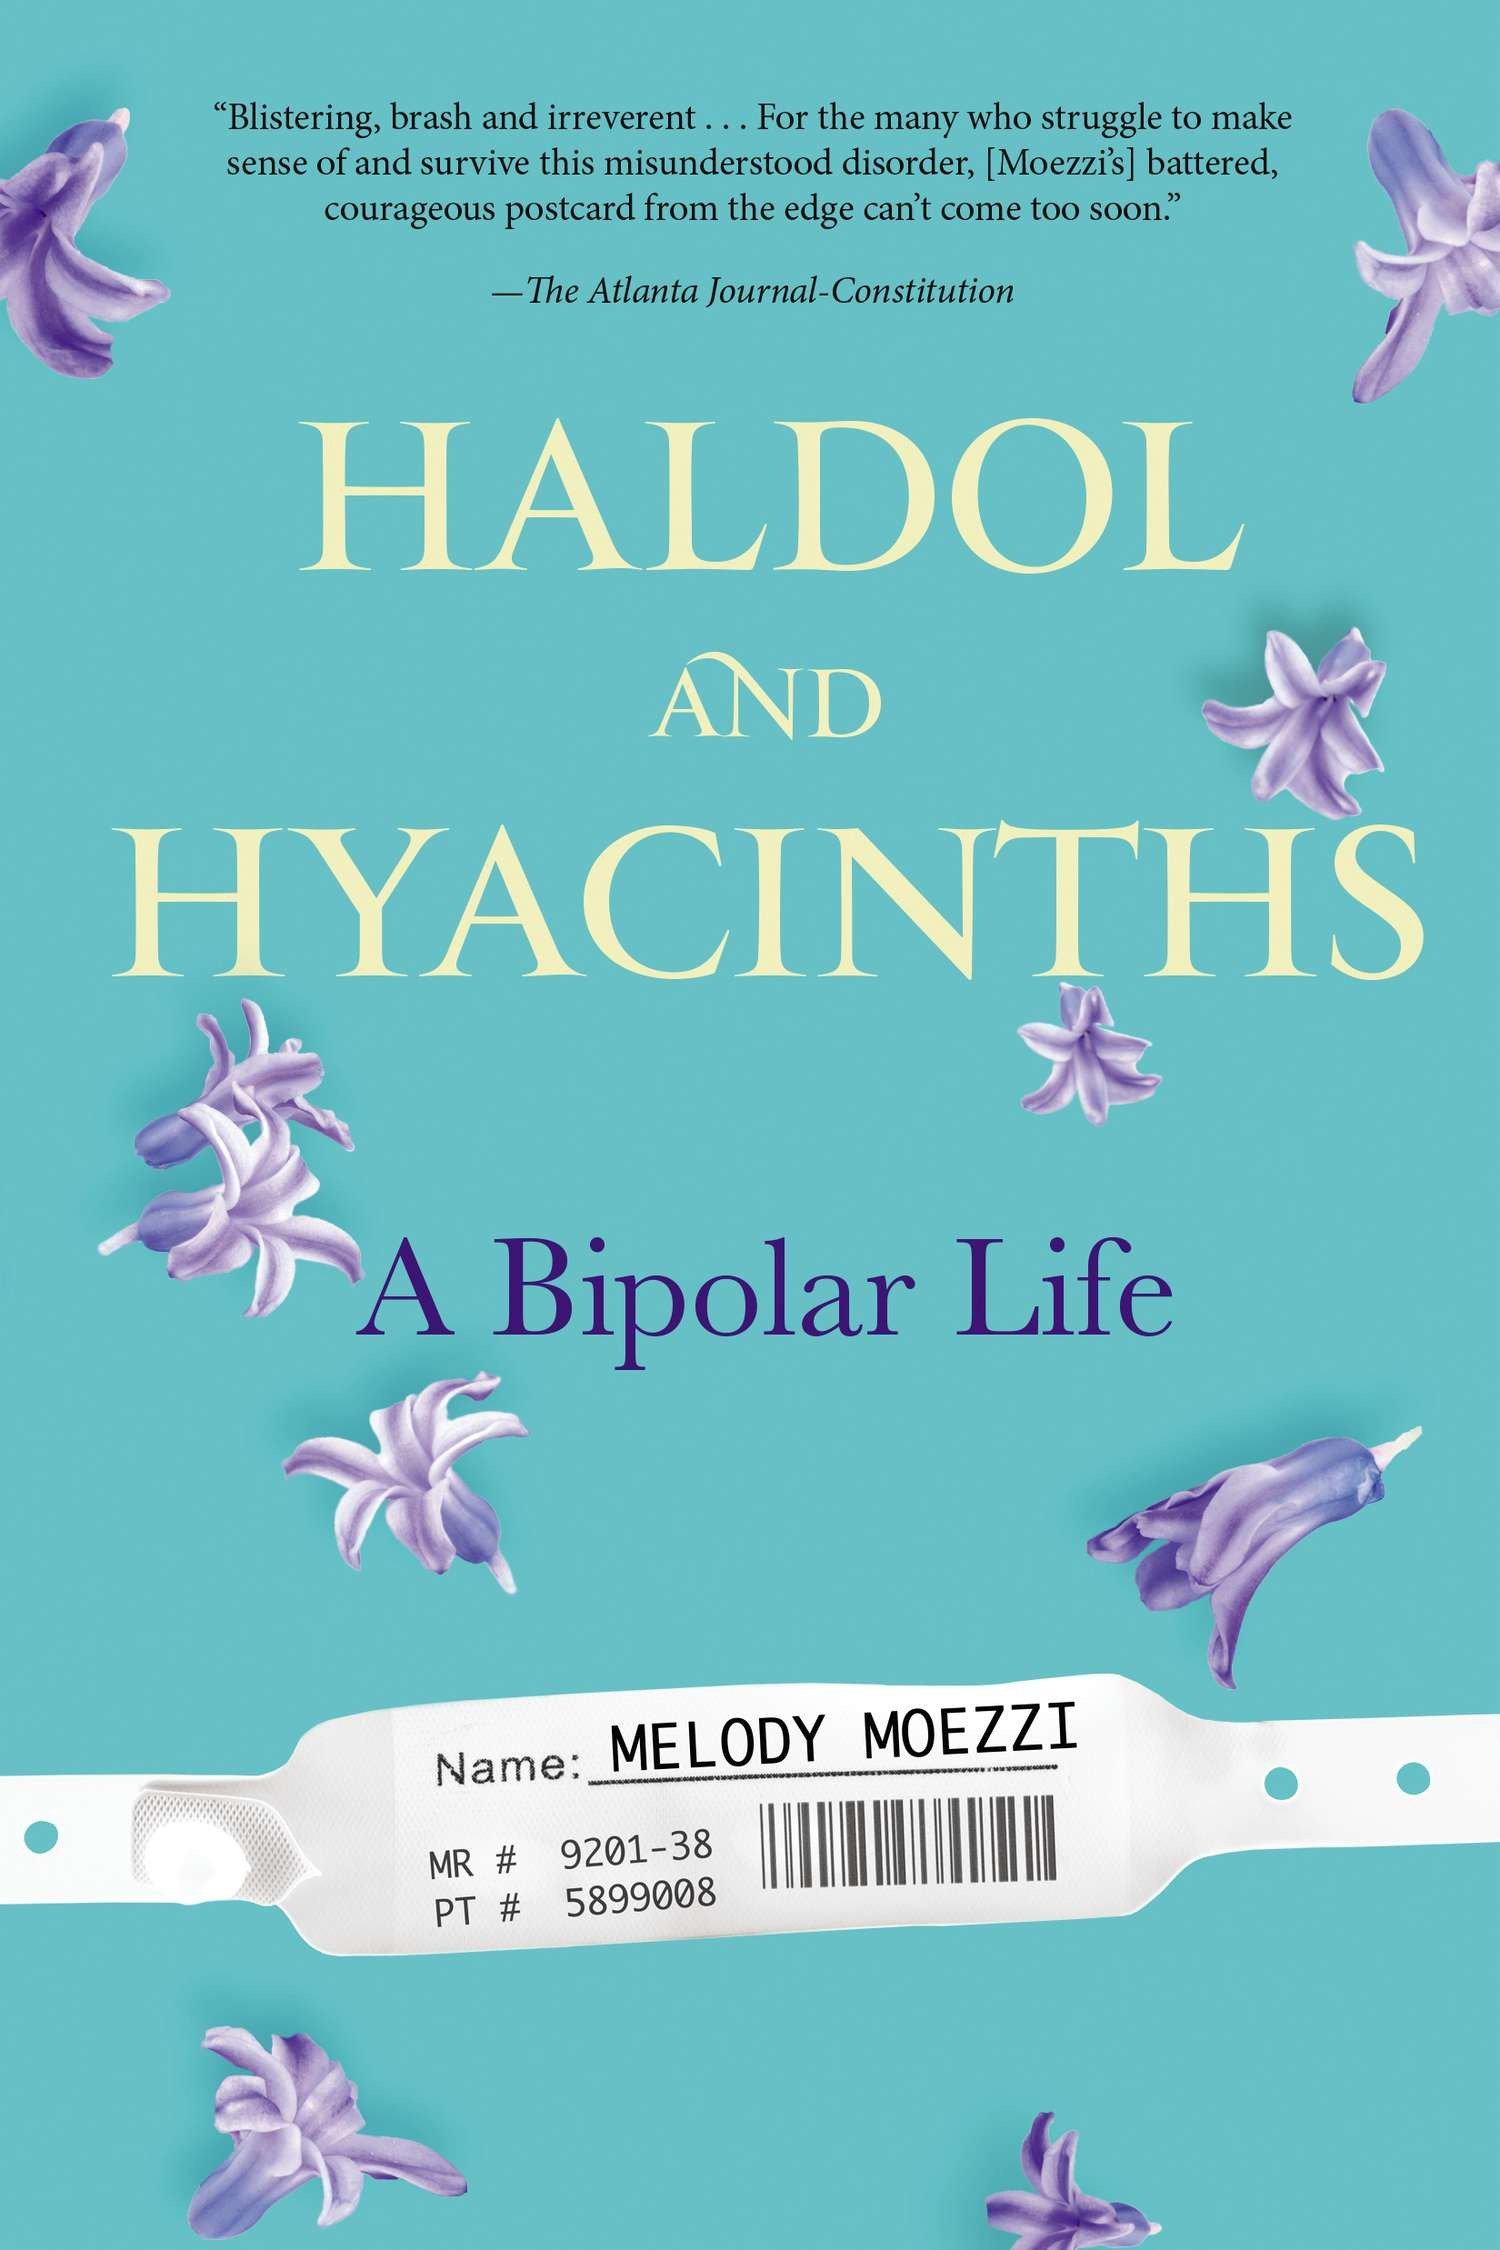 “Blistering, brash and irreverent . . . For the many who struggle to make
sense of and survive this misunderstood disorder, [Moezzi’s] battered,
courageous postcard from the edge can’t come too soon.”
—The Atlanta Journal-Constitution
HALDOL
AND
HYACINTHS
A Bipolar Life
Name: MELODY MOEZZI
MR # 9201-38
PT # 5899008